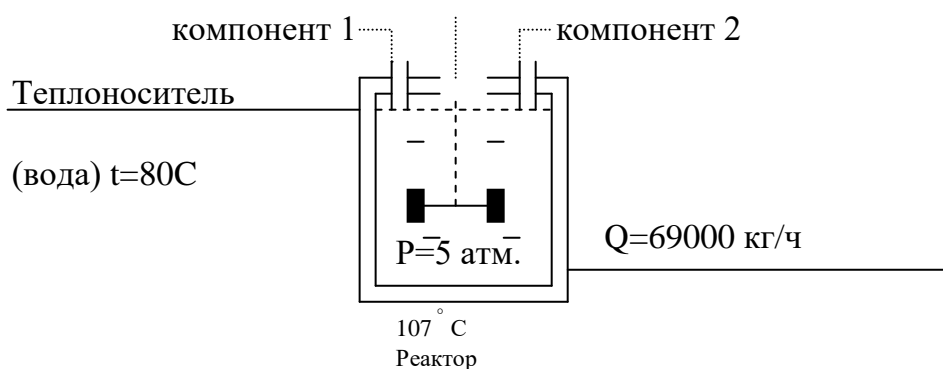 компонент 1
компонент 2
Теплоноситель
(вода) t=80C
Q=69000 кг/ч
P=5 атм.
107 ° C
Реактор